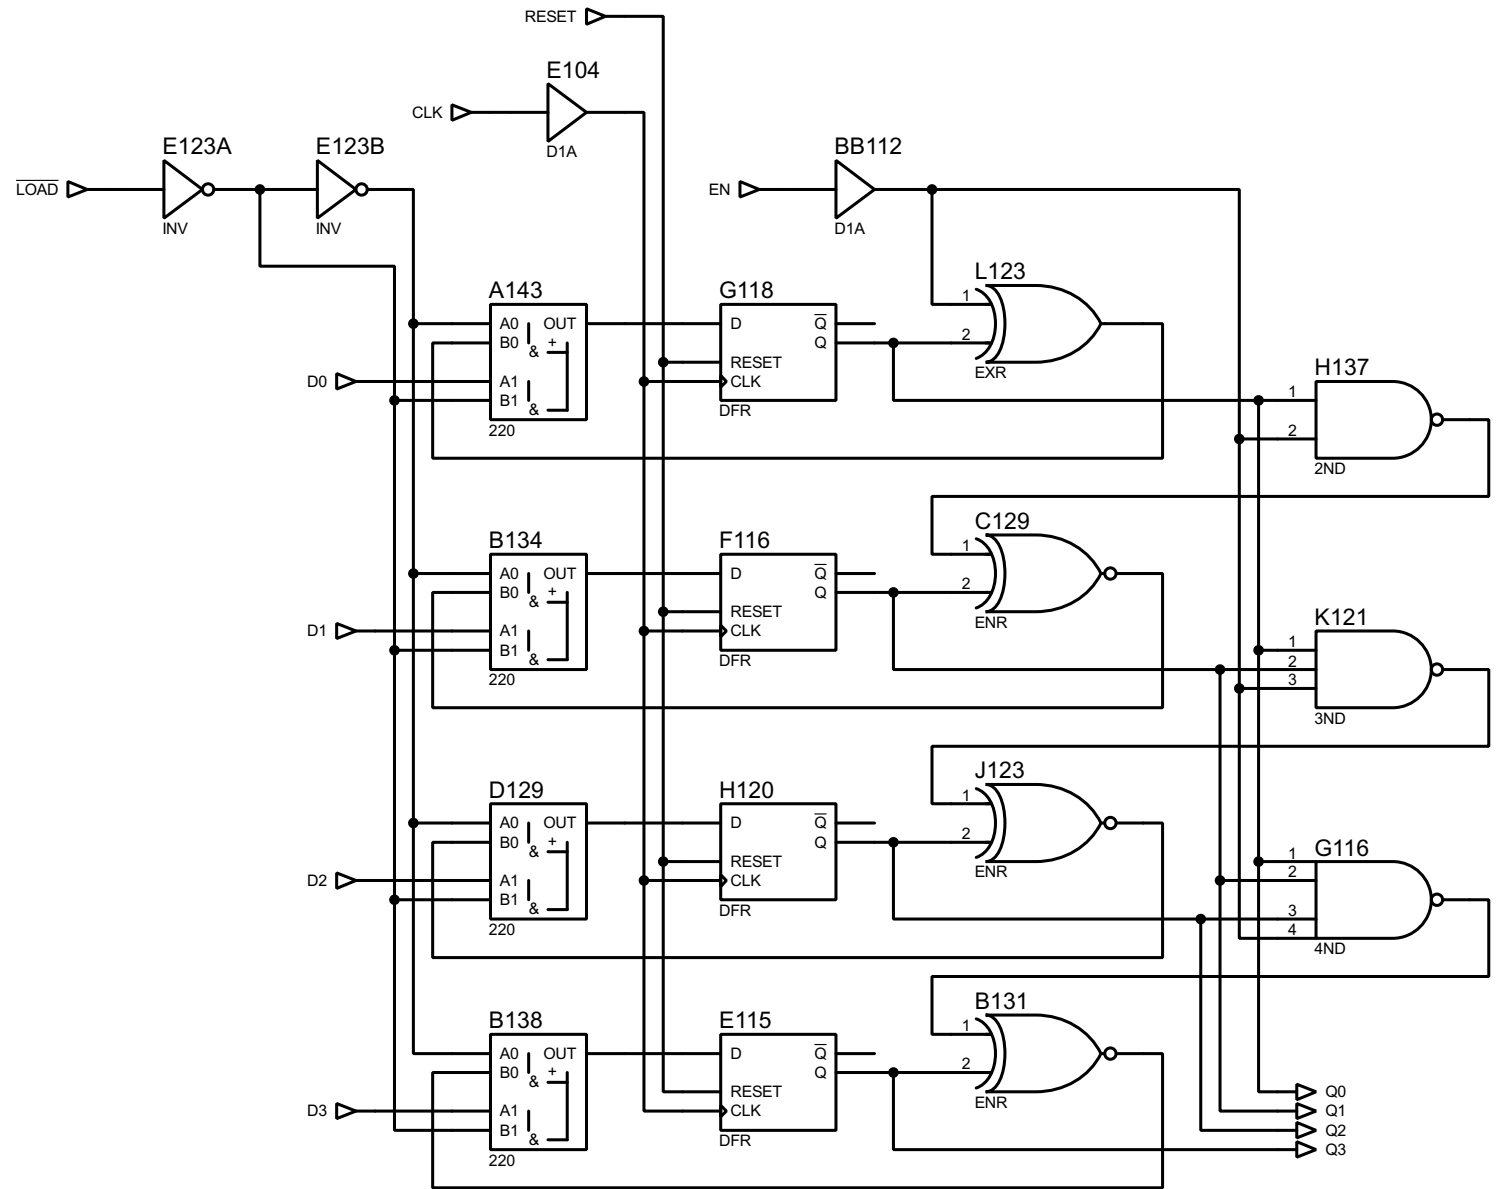 RESET
E104
CLK
D1A
E123A
E123B
BB112
LOAD
INV
INV
EN
D1A
L123
A143
G118
1
A0 OUT
B0 +
&
D Q
Q
2
RESET
EXR
H137
D0
A1
B1
&
CLK
1
220
DFR
2
2ND
C129
B134
F116
1
A0 OUT
B0 +
&
D Q
Q
2
RESET
ENR
K121
D1
A1
B1
&
CLK
1
2
3
220
DFR
3ND
J123
D129
H120
1
A0 OUT
B0 +
&
D Q
Q
2
RESET
ENR
G116
D2
A1
B1
&
CLK
1
2
3
4
220
DFR
4ND
B131
B138
E115
1
A0 OUT
B0 +
&
D Q
Q
2
RESET
ENR
D3
A1
B1
&
CLK
220
DFR
Q0
Q1
Q2
Q3